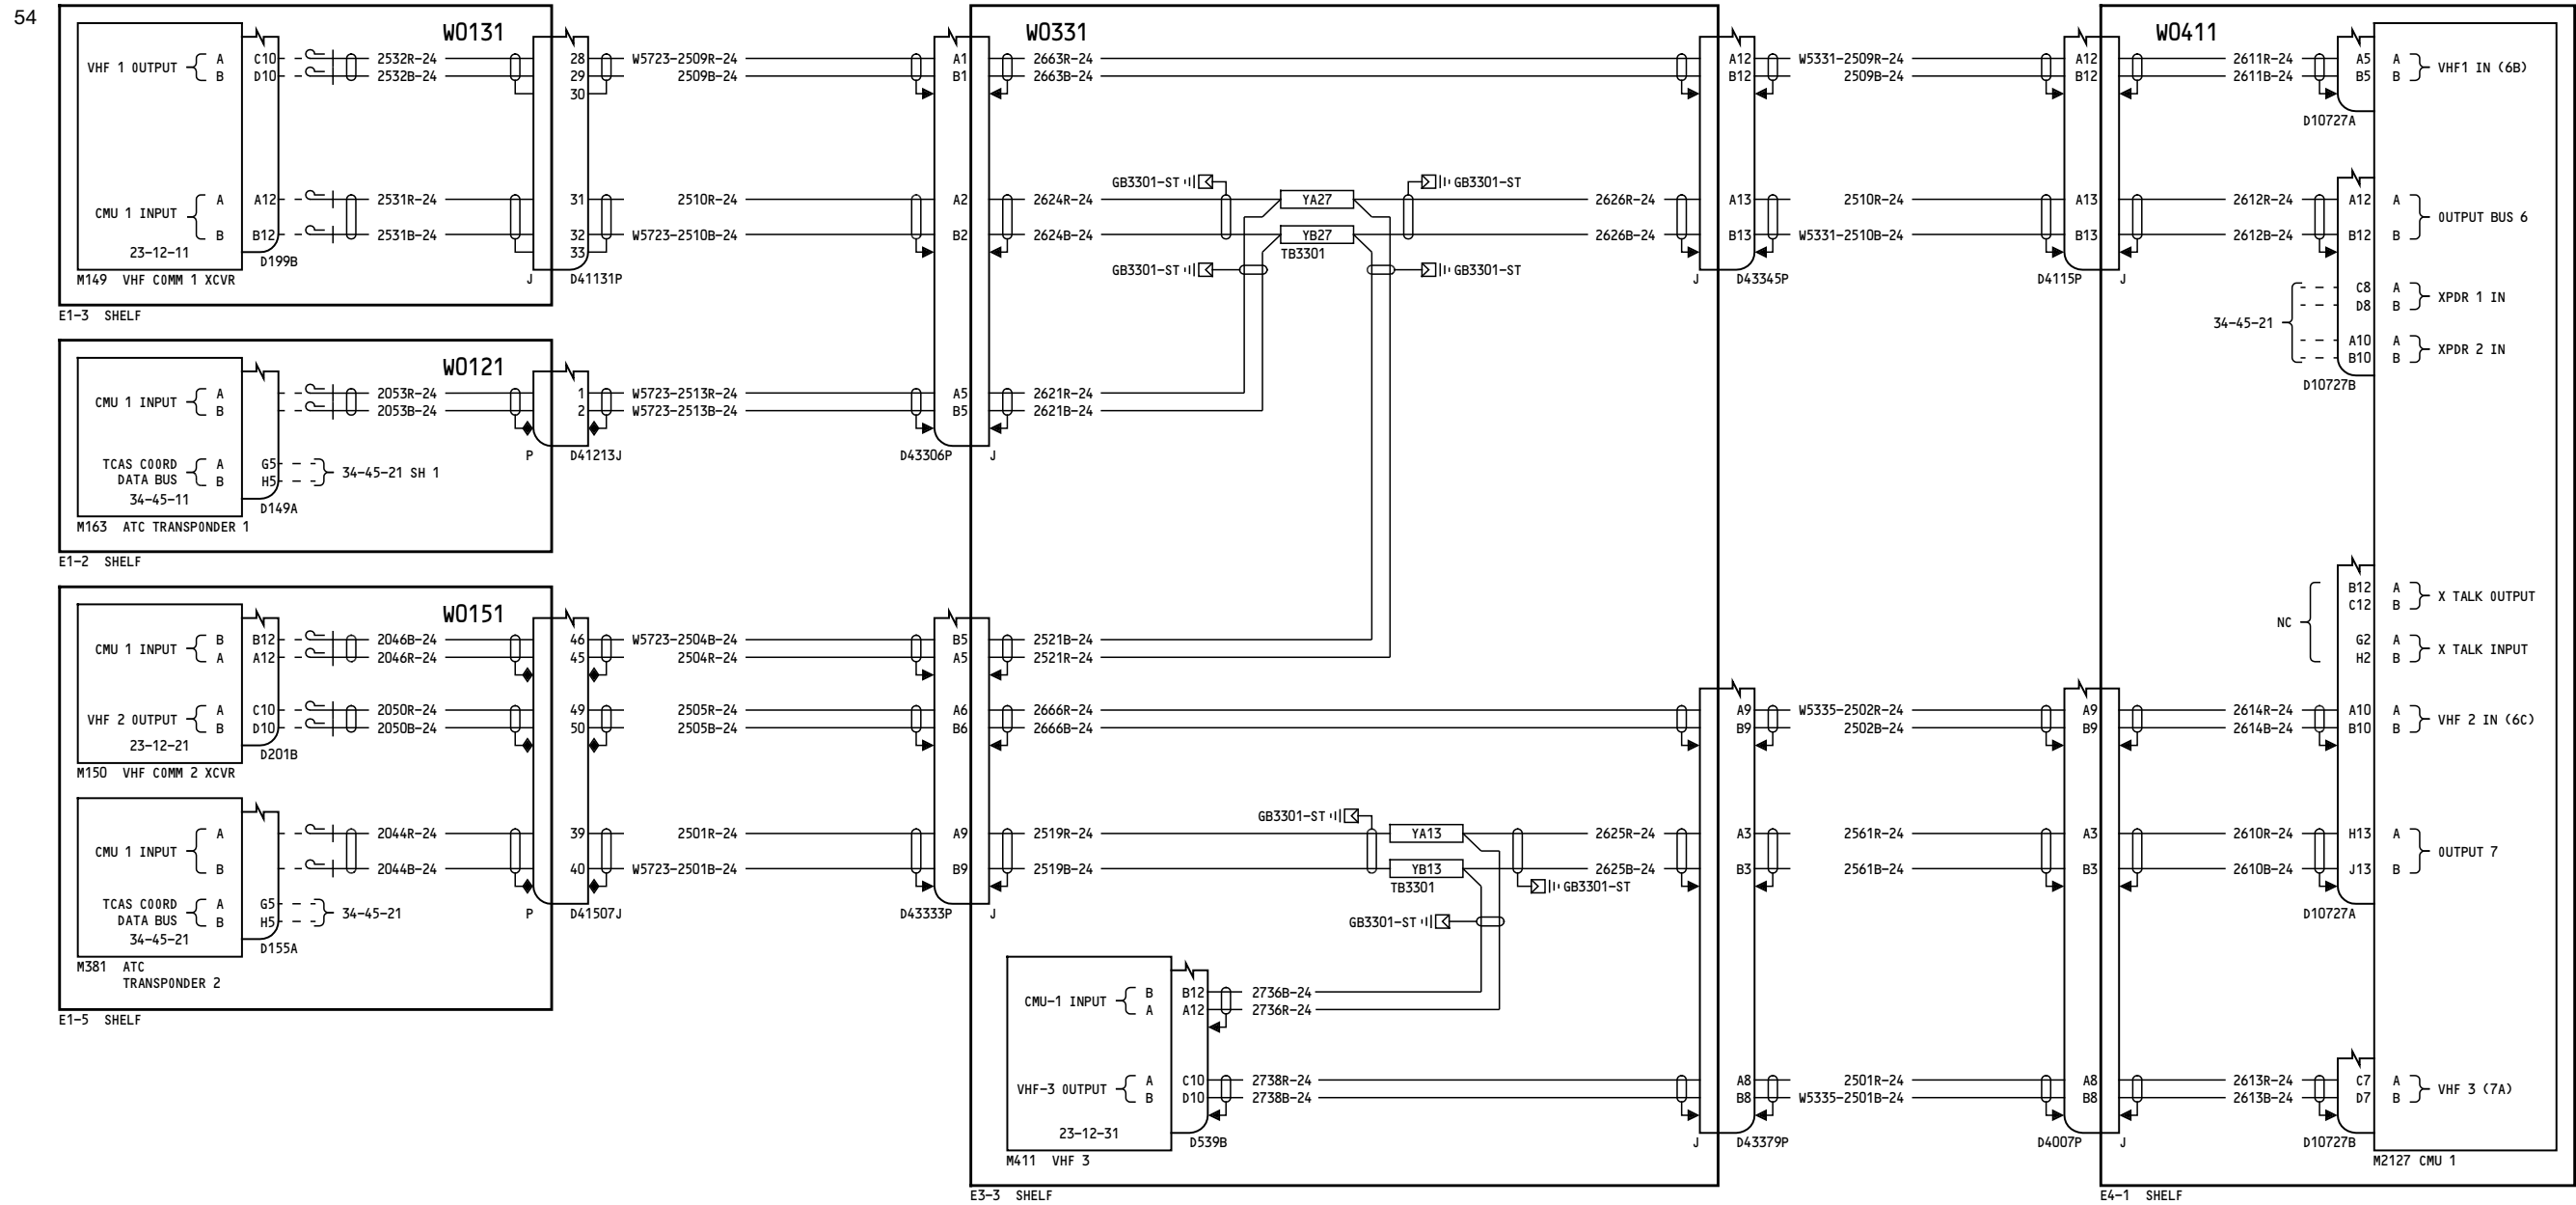 54
W0131
VHF 1 OUTPUT A C10 2532R-24 28 W5723-2509R-24 A1
B D10 2532B-24 29 2509B-24 B1
30
CMU 1 INPUT A A12 2531R-24 31 2510R-24 A2
B B12 2531B-24 32 W5723-2510B-24 B2
33
23-12-11
D199B
M149 VHF COMM 1 XCVR
J D41131P
E1-3 SHELF
W0121
CMU 1 INPUT A 2053R-24 1 W5723-2513R-24 A5
B 2053B-24 2 W5723-2513B-24 B5
P D41213J D43306P J
TCAS COORD DATA BUS A G5
B H5
34-45-21 SH 1
34-45-11
D149A
M163 ATC TRANSPONDER 1
E1-2 SHELF
W0151
CMU 1 INPUT B B12 2046B-24 46 W5723-2504B-24 B5
A A12 2046R-24 45 2504R-24 A5
VHF 2 OUTPUT A C10 2050R-24 49 2505R-24 A6
B D10 2050B-24 50 2505B-24 B6
23-12-21
D201B
M150 VHF COMM 2 XCVR
CMU 1 INPUT A 2044R-24 39 2501R-24 A9
B 2044B-24 40 W5723-2501B-24 B9
TCAS COORD DATA BUS A G5
B H5
34-45-21
34-45-21
D155A
P D41507J D43333P J
M381 ATC
TRANSPONDER 2
E1-5 SHELF
W0331
2663R-24 A12 W5331-2509R-24 A12
2663B-24 B12 2509B-24 B12
GB3301-ST GB3301-ST
2624R-24 YA27 2626R-24 A13 2510R-24 A13
2624B-24 YB27 2626B-24 B13 W5331-2510B-24 B13
TB3301
GB3301-ST GB3301-ST
J D43345P D4115P J
2621R-24
2621B-24
2521B-24
2521R-24
2666R-24 A9 W5335-2502R-24 A9
2666B-24 B9 2502B-24 B9
GB3301-ST
2519R-24 YA13 2625R-24 A3 2561R-24 A3
2519B-24 YB13 2625B-24 B3 2561B-24 B3
TB3301
GB3301-ST
GB3301-ST
CMU-1 INPUT B B12 2736B-24
A A12 2736R-24
VHF-3 OUTPUT A C10 2738R-24 A8 2501R-24 A8
B D10 2738B-24 B8 W5335-2501B-24 B8
23-12-31
D539B
J D43379P D4007P J
M411 VHF 3
E3-3 SHELF
W0411
2611R-24 A5 A VHF1 IN (6B)
2611B-24 B5 B
D10727A
2612R-24 A12 A OUTPUT BUS 6
2612B-24 B12 B
34-45-21
C8 A XPDR 1 IN
D8 B
A10 A XPDR 2 IN
B10 B
D10727B
NC
B12 A X TALK OUTPUT
C12 B
G2 A X TALK INPUT
H2 B
2614R-24 A10 A VHF 2 IN (6C)
2614B-24 B10 B
2610R-24 H13 A OUTPUT 7
2610B-24 J13 B
D10727A
2613R-24 C7 A VHF 3 (7A)
2613B-24 D7 B
D10727B
M2127 CMU 1
E4-1 SHELF